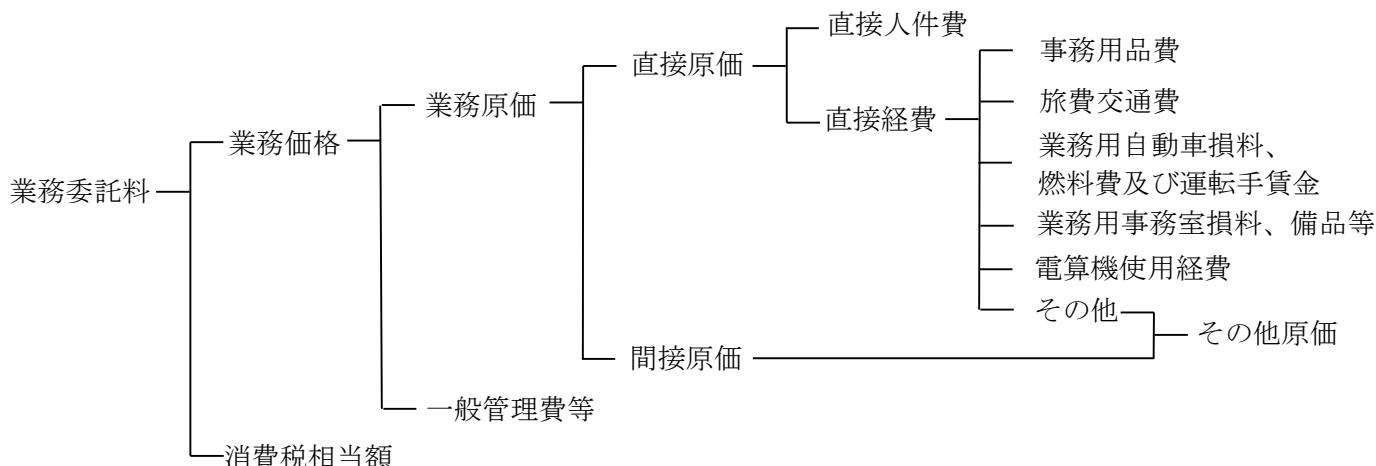 直接人件費
事務用品費
直接原価
旅費交通費
業務原価
直接経費
業務用自動車損料、
業務価格
燃料費及び運転手賃金
業務委託料
業務用事務室損料、備品等
電算機使用経費
その他
その他原価
間接原価
一般管理費等
消費税相当額